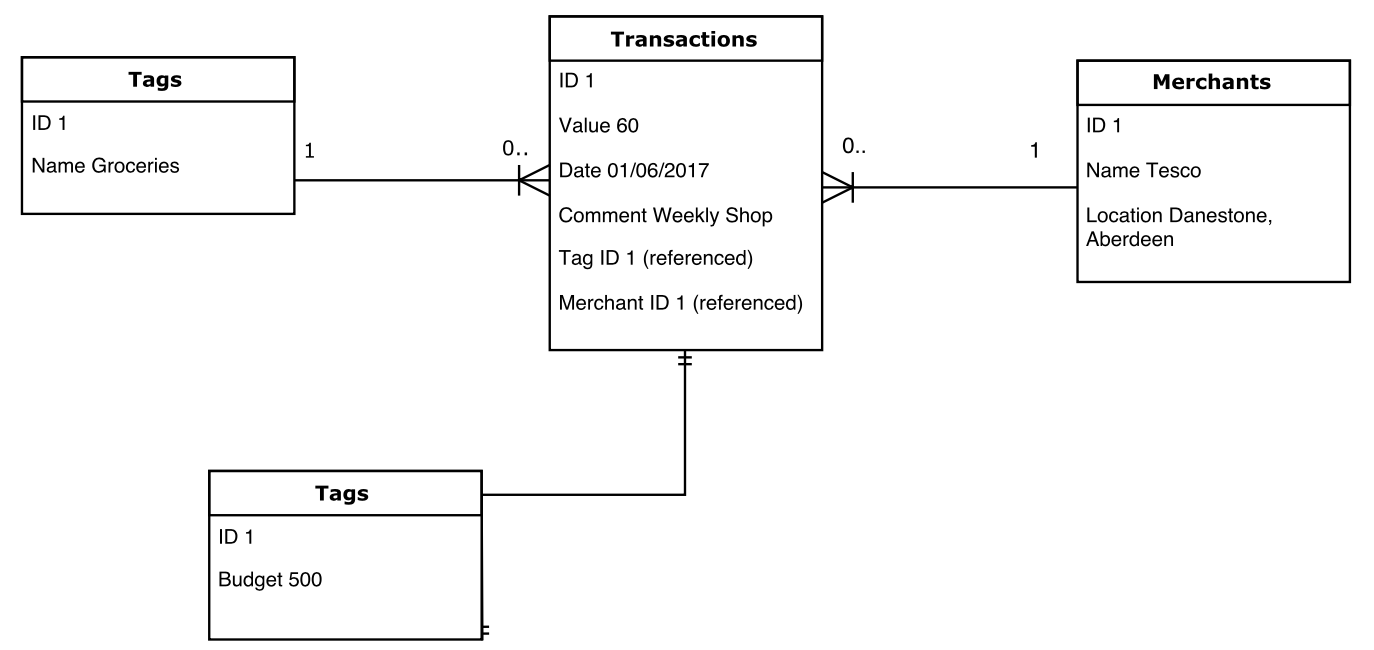 Tags
ID 1
Name Groceries
1
0..
Transactions
ID 1
Value 60
Date 01/06/2017
Comment Weekly Shop
Tag ID 1 (referenced)
Merchant ID 1 (referenced)
0..
1
Merchants
ID 1
Name Tesco
Location Danestone,
Aberdeen
Tags
ID 1
Budget 500